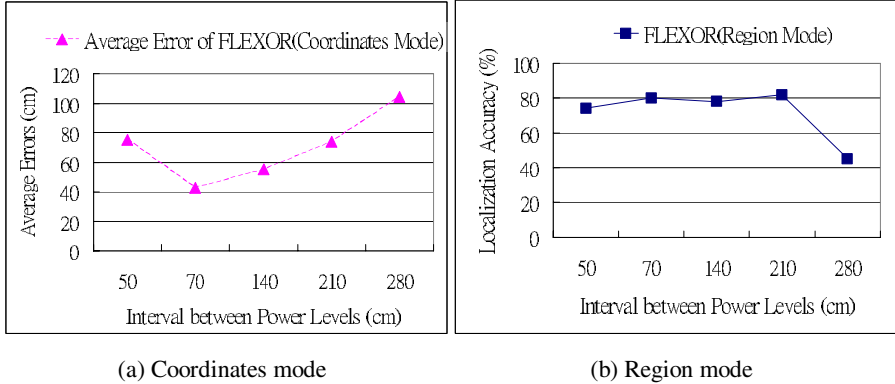 Average Error of FLEXOR(Coordinates Mode)
120
100
80
60
40
20
0
Average Errors (cm)
50 70 140 210 280
Interval between Power Levels (cm)
(a) Coordinates mode
FLEXOR(Region Mode)
100
80
60
40
20
0
Localization Accuracy (%)
50 70 140 210 280
Interval between Power Levels (cm)
(b) Region mode